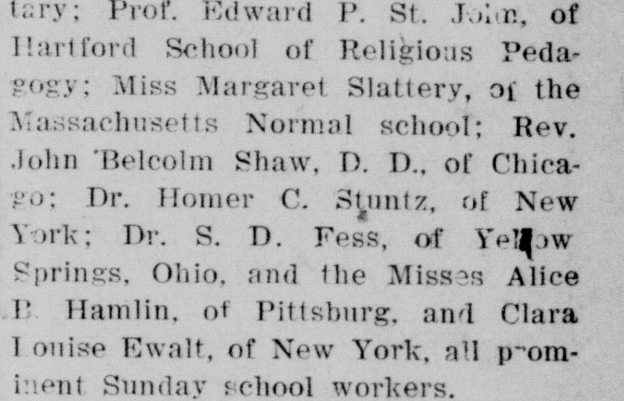 tary; Prof. Edward P. St. John, of
Hartford School of Religious Peda-
gogy; Miss Margaret Slattery, of the
Massachusetts Normal school; Rev.
John Belcolm Shaw, D. D., of Chica-
go; Dr. Homer C. Stuntz, of New
York; Dr. S. D. Fess, of Yellow
Springs, Ohio, and the Misses Alice
B. Hamlin, of Pittsburg, and Clara
Louise Ewalt, of New York, all prom-
inent Sunday school workers.